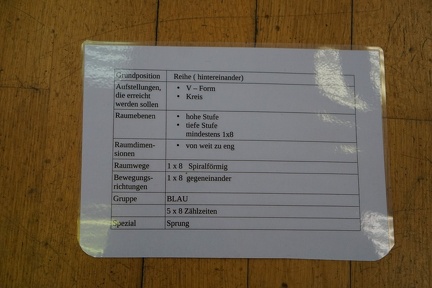 Grundposition Reihe ( hintereinander)
Aufstellungen, • V – Form
die erreicht • Kreis
werden sollen
Raumebenen • hohe Stufe
• tiefe Stufe
mindestens 1x8
Raumdimen- • von weit zu eng
sionen
Raumwege 1 x 8 Spiralförmig
Bewegungs- 1 x 8 gegeneinander
richtungen
Gruppe BLAU
5 x 8 Zählzeiten
Spezial Sprung